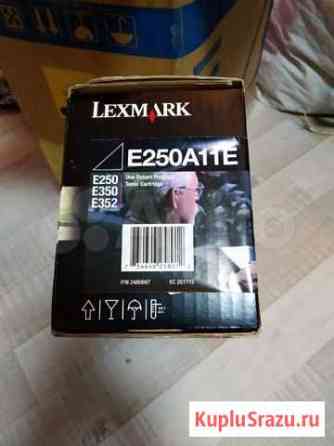 LEXMARK
E250A11E
E250
E350
E352
Use Return Program
Toner Cartridge
KupluSrazu.ru